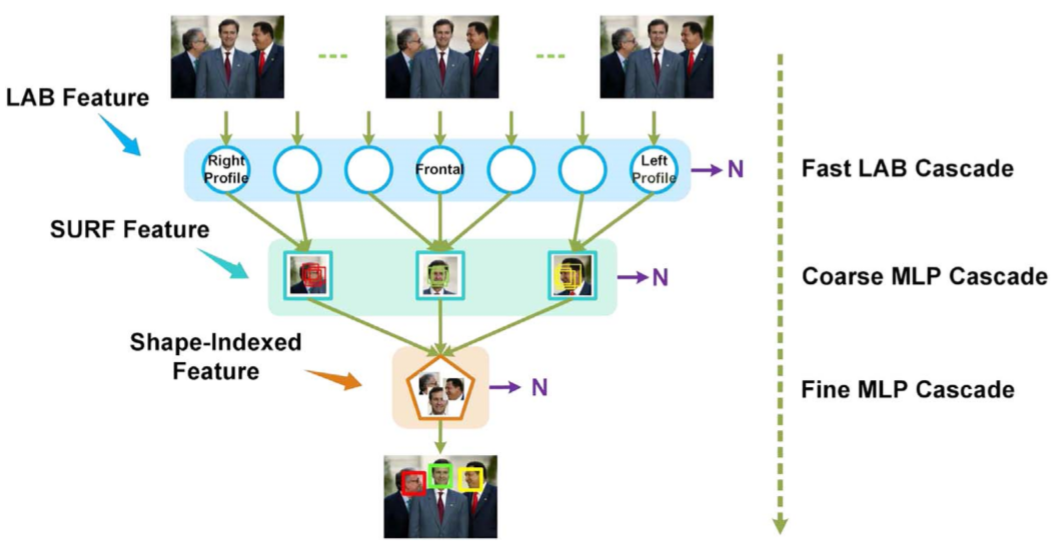 LAB Feature
Right
Profile
Frontal
Left
Profile
N
Fast LAB Cascade
SURF Feature
N
Coarse MLP Cascade
Shape-Indexed
Feature
N
Fine MLP Cascade